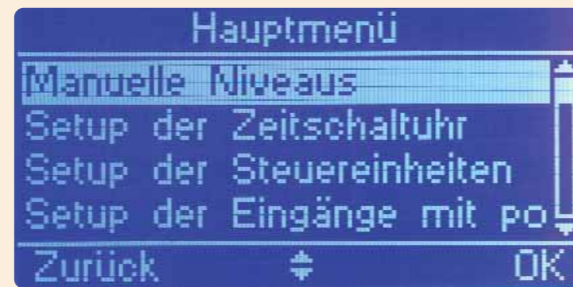 Hauptmenü
Manuelle Niveaus
Setup der Zeitschaltuhr
Setup der Steuereinheiten
Setup der Eingänge mit po
Zurück OK